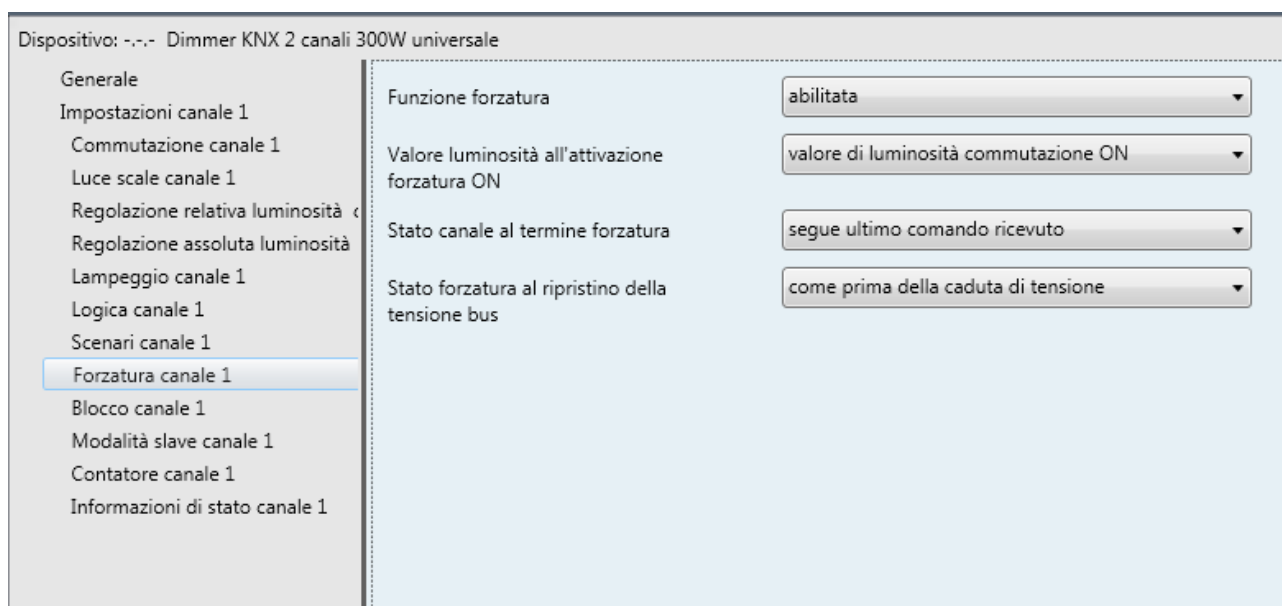 Dispositivo: -.-.- Dimmer KNX 2 canali 300W universale
Generale
Impostazioni canale 1
Commutazione canale 1
Luce scale canale 1
Regolazione relativa luminosità
Regolazione assoluta luminosità
Lampeggio canale 1
Logica canale 1
Scenari canale 1
Forzatura canale 1
Blocco canale 1
Modalità slave canale 1
Contatore canale 1
Informazioni di stato canale 1
Funzione forzatura
abilitata
Valore luminosità all'attivazione
forzatura ON
valore di luminosità commutazione ON
Stato canale al termine forzatura
segue ultimo comando ricevuto
Stato forzatura al ripristino della
tensione bus
come prima della caduta di tensione